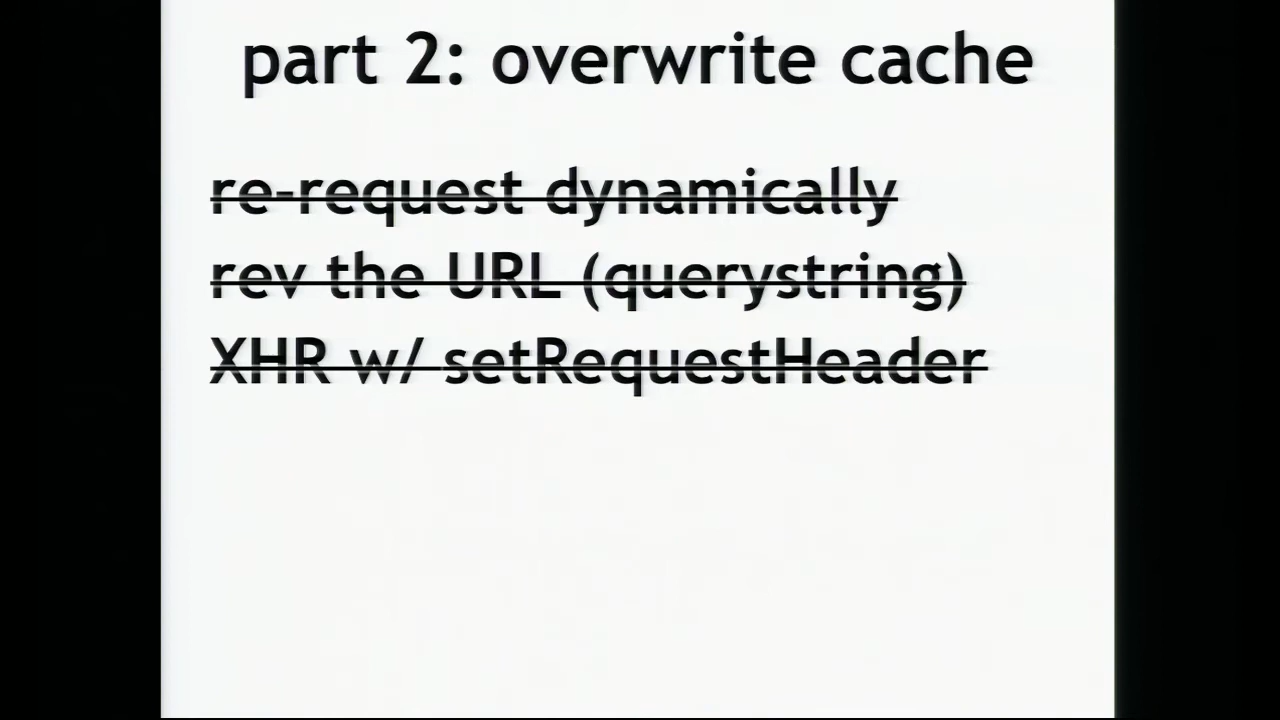 part 2: overwrite cache
re-request dynamically
rev the URL (querystring)
XHR w/ setRequestHeader